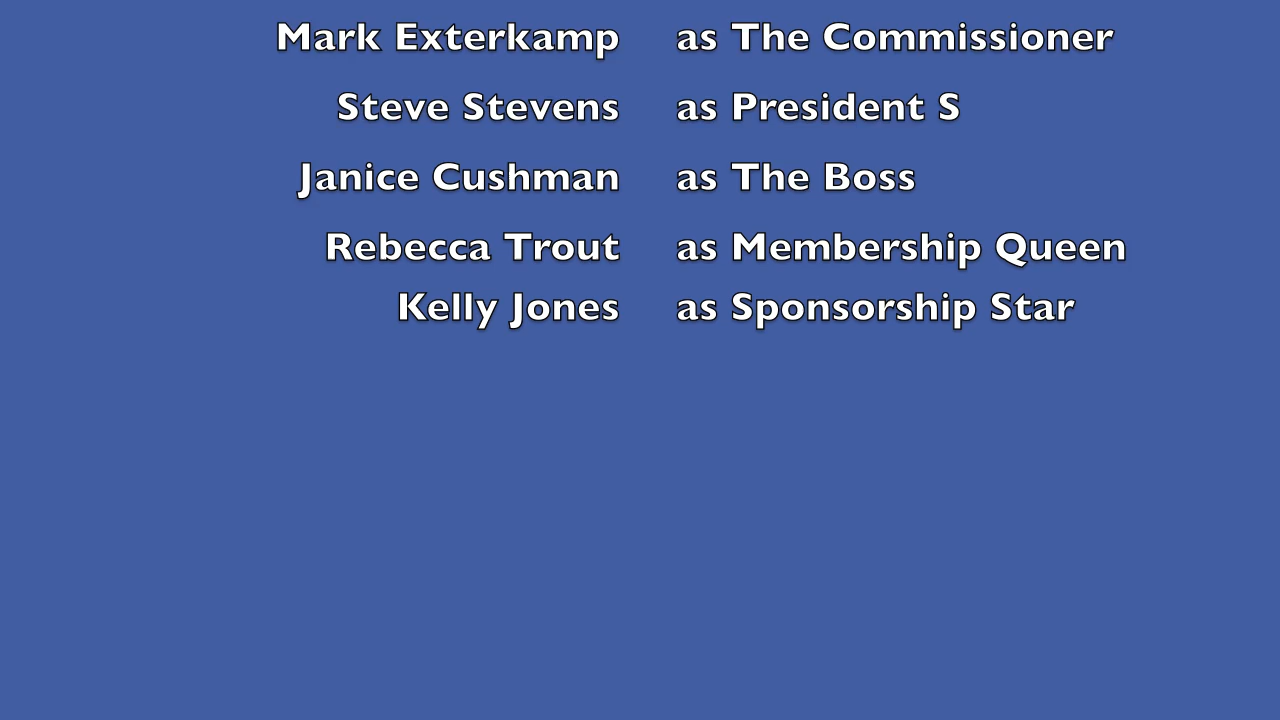 Mark Exterkamp as The Commissioner
Steve Stevens as President S
Janice Cushman as The Boss
Rebecca Trout as Membership Queen
Kelly Jones as Sponsorship Star